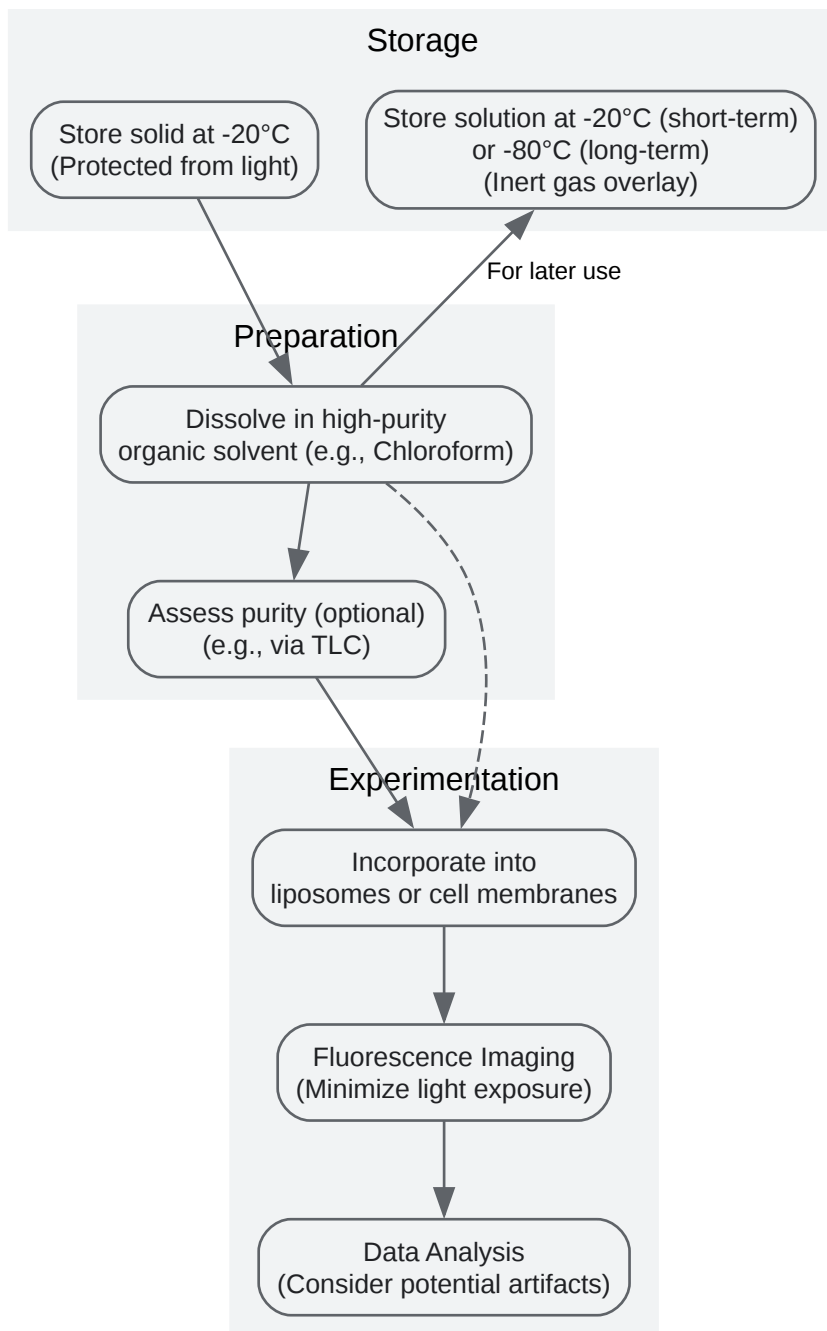 Storage
Store solid at -20°C
(Protected from light)
Store solution at -20°C (short-term)
or -80°C (long-term)
(Inert gas overlay)
For later use
Preparation
Dissolve in high-purity
organic solvent (e.g., Chloroform)
Assess purity (optional)
(e.g., via TLC)
Experimentation
Incorporate into
liposomes or cell membranes
Fluorescence Imaging
(Minimize light exposure)
Data Analysis
(Consider potential artifacts)